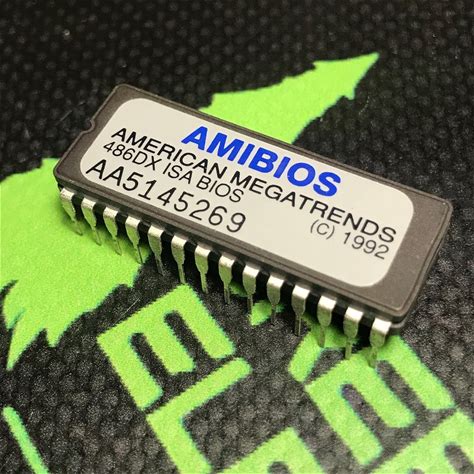 AMIBIOS
AMERICAN MEGATRENDS
486DX ISA BIOS
(C) 1992
AA5145269